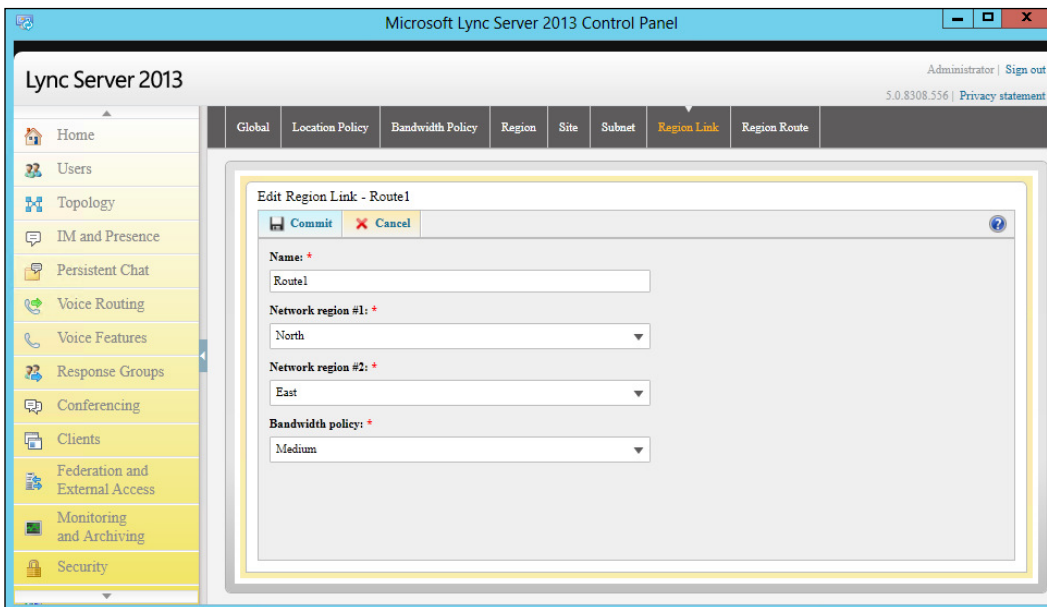 Microsoft Lync Server 2013 Control Panel
Lync Server 2013
Administrator | Sign out
5.0.8308.556 | Privacy statement
Home
Users
Topology
IM and Presence
Persistent Chat
Voice Routing
Voice Features
Response Groups
Conferencing
Clients
Federation and
External Access
Monitoring
and Archiving
Security
Global Location Policy Bandwidth Policy Region Site Subnet Region Link Region Route
Edit Region Link - Route1
Commit Cancel
Name: *
Route1
Network region #1: *
North
Network region #2: *
East
Bandwidth policy: *
Medium